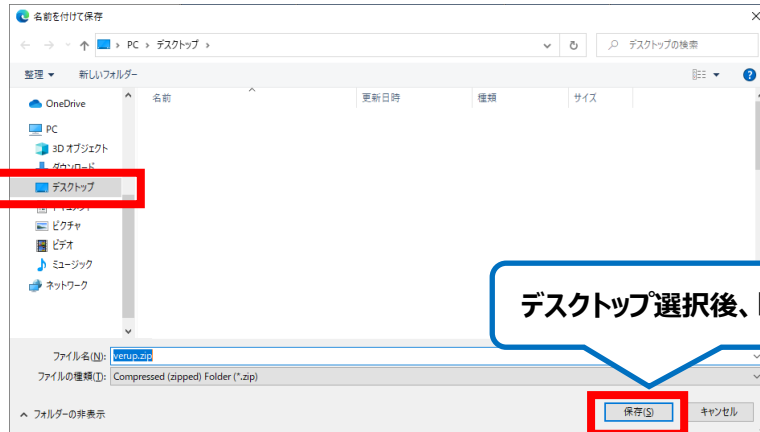 名前を付けて保存
PC › デスクトップ ›
デスクトップの検索
整理 新しいフォルダー
名前 更新日時 種類 サイズ
OneDrive
PC
3D オブジェクト
ダウンロード
デスクトップ
ドキュメント
ピクチャ
ビデオ
ミュージック
ネットワーク
デスクトップ選択後、
ファイル名(N): verup.zip
ファイルの種類(T): Compressed (zipped) Folder (*.zip)
フォルダーの非表示
保存(S) キャンセル